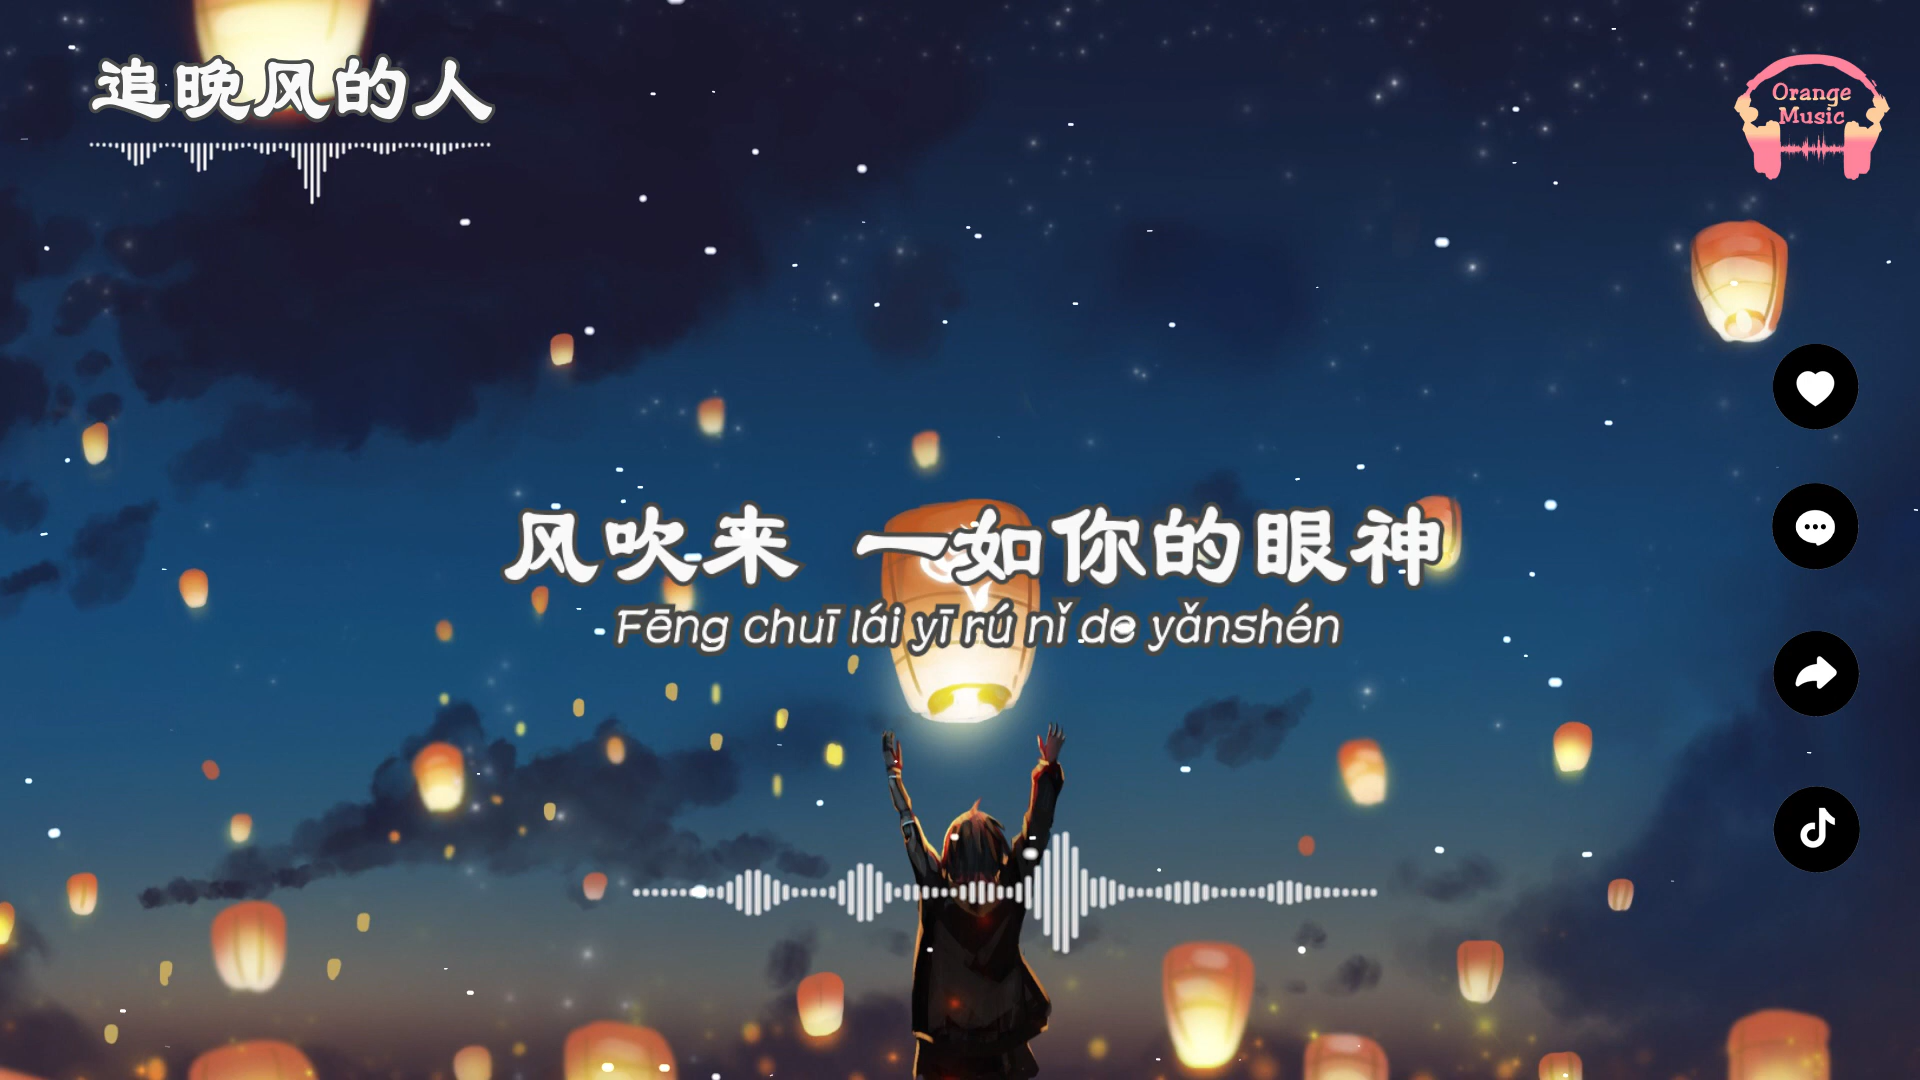 追晚风的人
Orange
Music
风吹来 一如你的眼神
Fēng chuī lái yī rú nǐ de yǎnshén